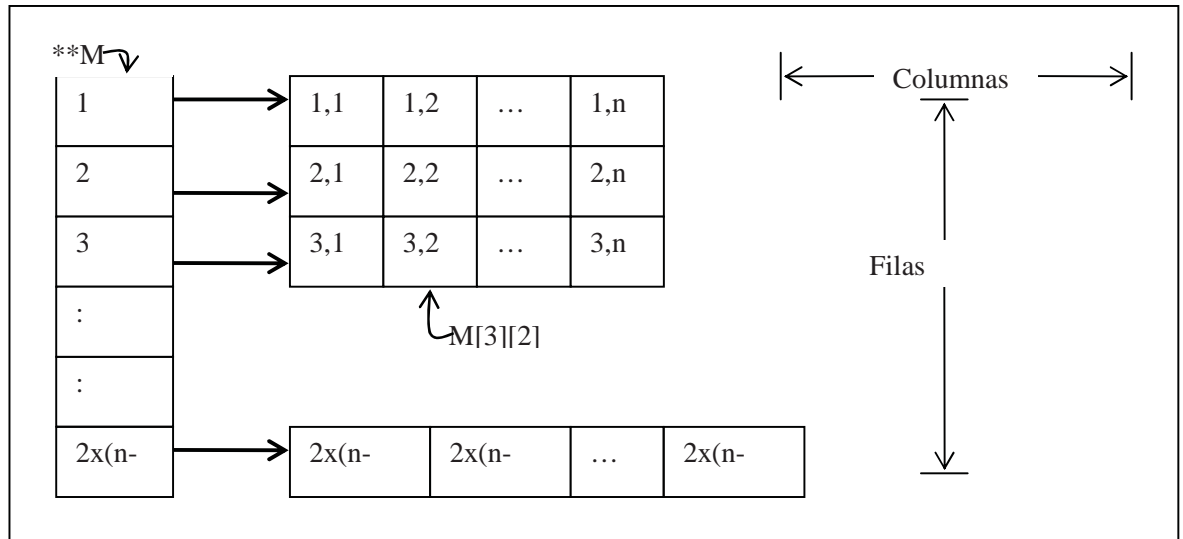 **M
Columnas
1 1,1 1,2 … 1,n
2 2,1 2,2 … 2,n
3 3,1 3,2 … 3,n
Filas
:
M[3][2]
:
2x(n- 2x(n- 2x(n- … 2x(n-